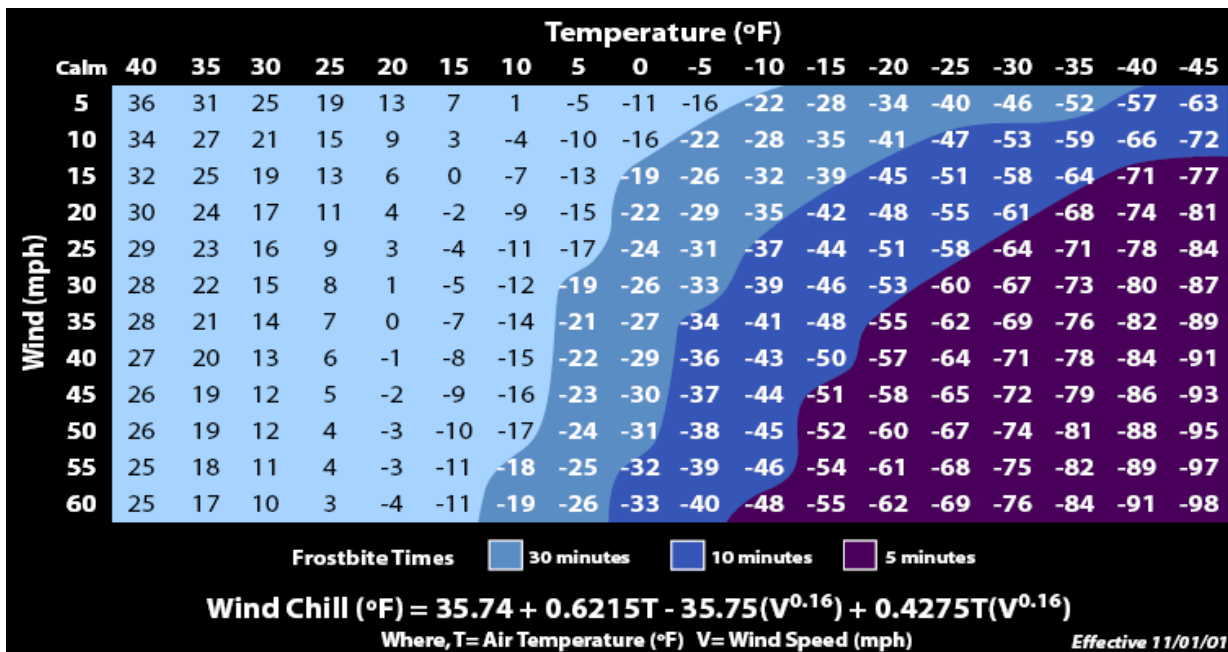 Temperature (ºF)
Calm 40 35 30 25 20 15 10 5 0 -5 -10 -15 -20 -25 -30 -35 -40 -45
5 36 31 25 19 13 7 1 -5 -11 -16 -22 -28 -34 -40 -46 -52 -57 -63
10 34 27 21 15 9 3 -4 -10 -16 -22 -28 -35 -41 -47 -53 -59 -66 -72
15 32 25 19 13 6 0 -7 -13 -19 -26 -32 -39 -45 -51 -58 -64 -71 -77
20 30 24 17 11 4 -2 -9 -15 -22 -29 -35 -42 -48 -55 -61 -68 -74 -81
Wind (mph)
25 29 23 16 9 3 -4 -11 -17 -24 -31 -37 -44 -51 -58 -64 -71 -78 -84
30 28 22 15 8 1 -5 -12 -19 -26 -33 -39 -46 -53 -60 -67 -73 -80 -87
35 28 21 14 7 0 -7 -14 -21 -27 -34 -41 -48 -55 -62 -69 -76 -82 -89
40 27 20 13 6 -1 -8 -15 -22 -29 -36 -43 -50 -57 -64 -71 -78 -84 -91
45 26 19 12 5 -2 -9 -16 -23 -30 -37 -44 -51 -58 -65 -72 -79 -86 -93
50 26 19 12 4 -3 -10 -17 -24 -31 -38 -45 -52 -60 -67 -74 -81 -88 -95
55 25 18 11 4 -3 -11 -18 -25 -32 -39 -46 -54 -61 -68 -75 -82 -89 -97
60 25 17 10 3 -4 -11 -19 -26 -33 -40 -48 -55 -62 -69 -76 -84 -91 -98
Frostbite Times 30 minutes 10 minutes 5 minutes
Wind Chill (ºF) = 35.74 + 0.6215T - 35.75(V^0.16) + 0.4275T(V^0.16)
Where, T= Air Temperature (ºF) V= Wind Speed (mph) Effective 11/01/01